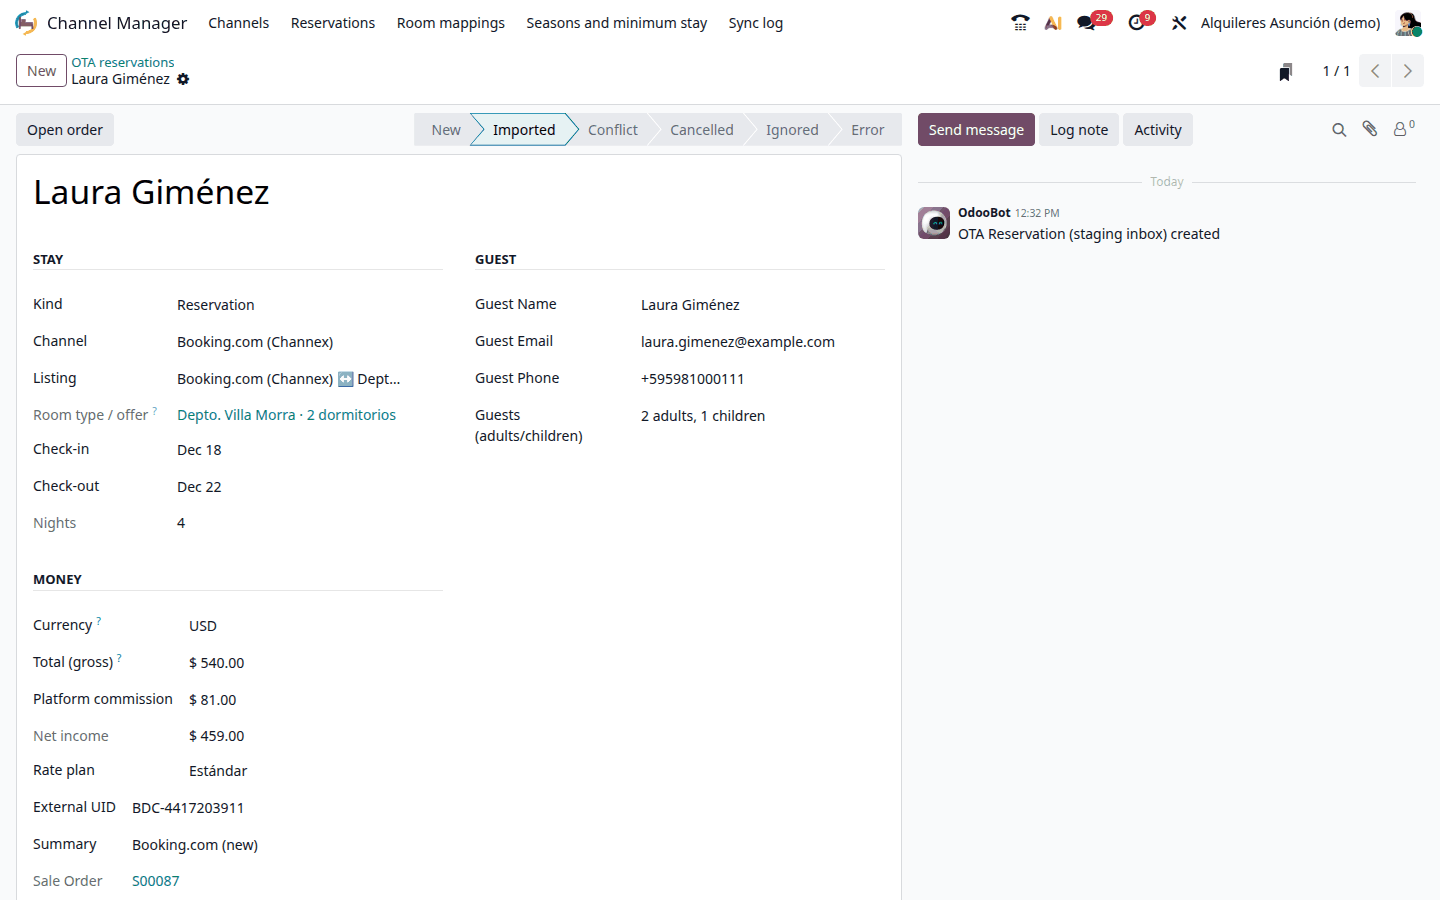 Channel Manager
Channels
Reservations
Room mappings
Seasons and minimum stay
Sync log
29
9
Alquileres Asunción (demo)
New
OTA reservations
Laura Giménez
1 / 1
Open order
New
Imported
Conflict
Cancelled
Ignored
Error
Send message
Log note
Activity
0
Laura Giménez
Today
OdooBot 12:32 PM
OTA Reservation (staging inbox) created
STAY
Kind Reservation
Channel Booking.com (Channex)
Listing Booking.com (Channex) ↔ Dept...
Room type / offer ? Depto. Villa Morra · 2 dormitorios
Check-in Dec 18
Check-out Dec 22
Nights 4
GUEST
Guest Name Laura Giménez
Guest Email laura.gimenez@example.com
Guest Phone +595981000111
Guests 2 adults, 1 children
(adults/children)
MONEY
Currency ? USD
Total (gross) ? $ 540.00
Platform commission $ 81.00
Net income $ 459.00
Rate plan Estándar
External UID BDC-4417203911
Summary Booking.com (new)
Sale Order S00087